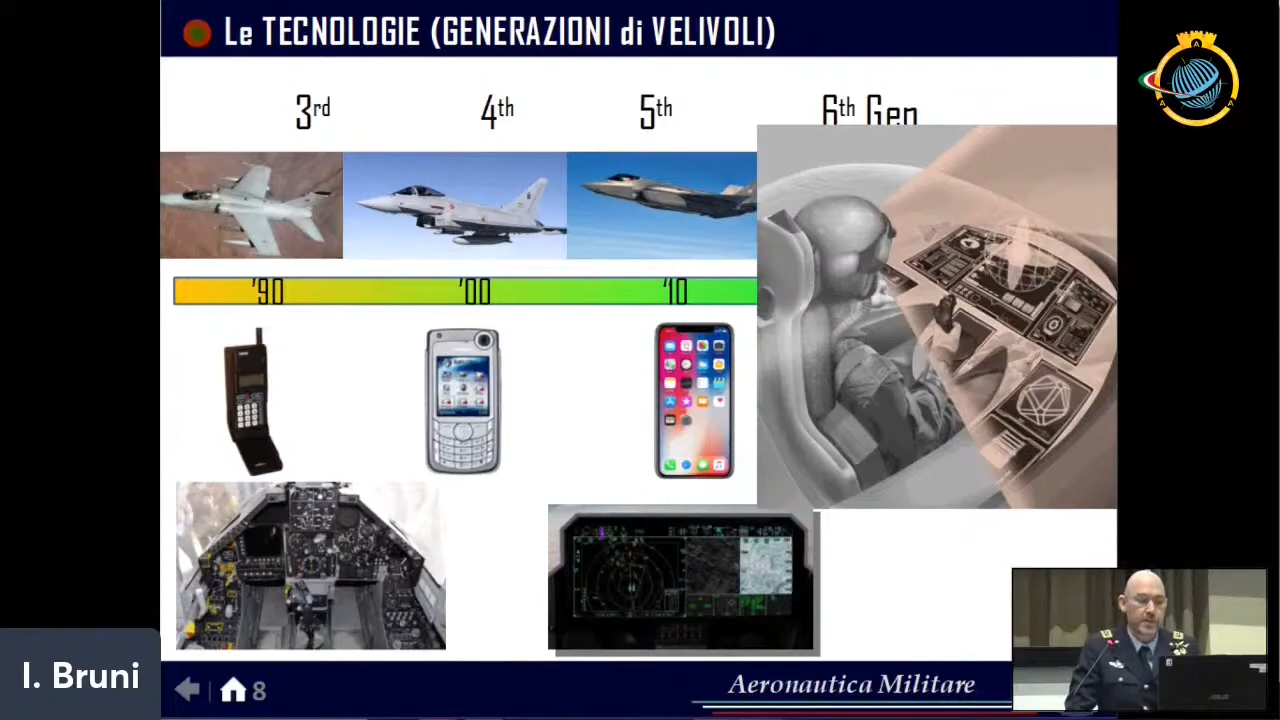 Le TECNOLOGIE (GENERAZIONI di VELIVOLI)
3rd
4th
5th
6th Gen
'90
'00
'10
I. Bruni
8
Aeronautica Militare